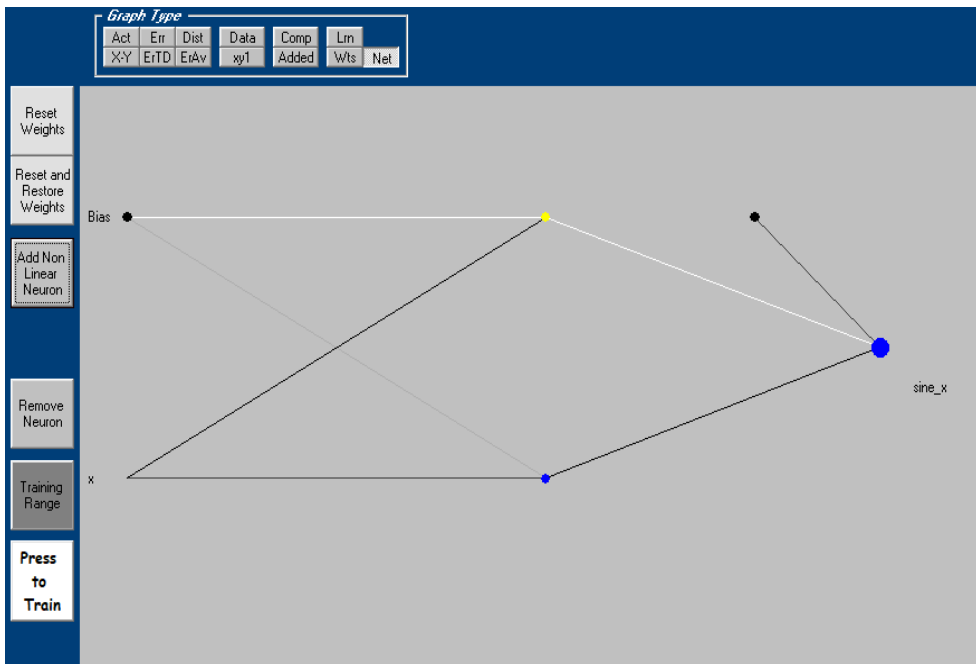 Graph Type
Act Err Dist Data Comp Lrn
X-Y ErTD ErAv xy1 Added Wts Net
Reset
Weights
Reset and
Restore
Weights
Bias
Add Non
Linear
Neuron
sine_x
Remove
Neuron
x
Training
Range
Press
to
Train